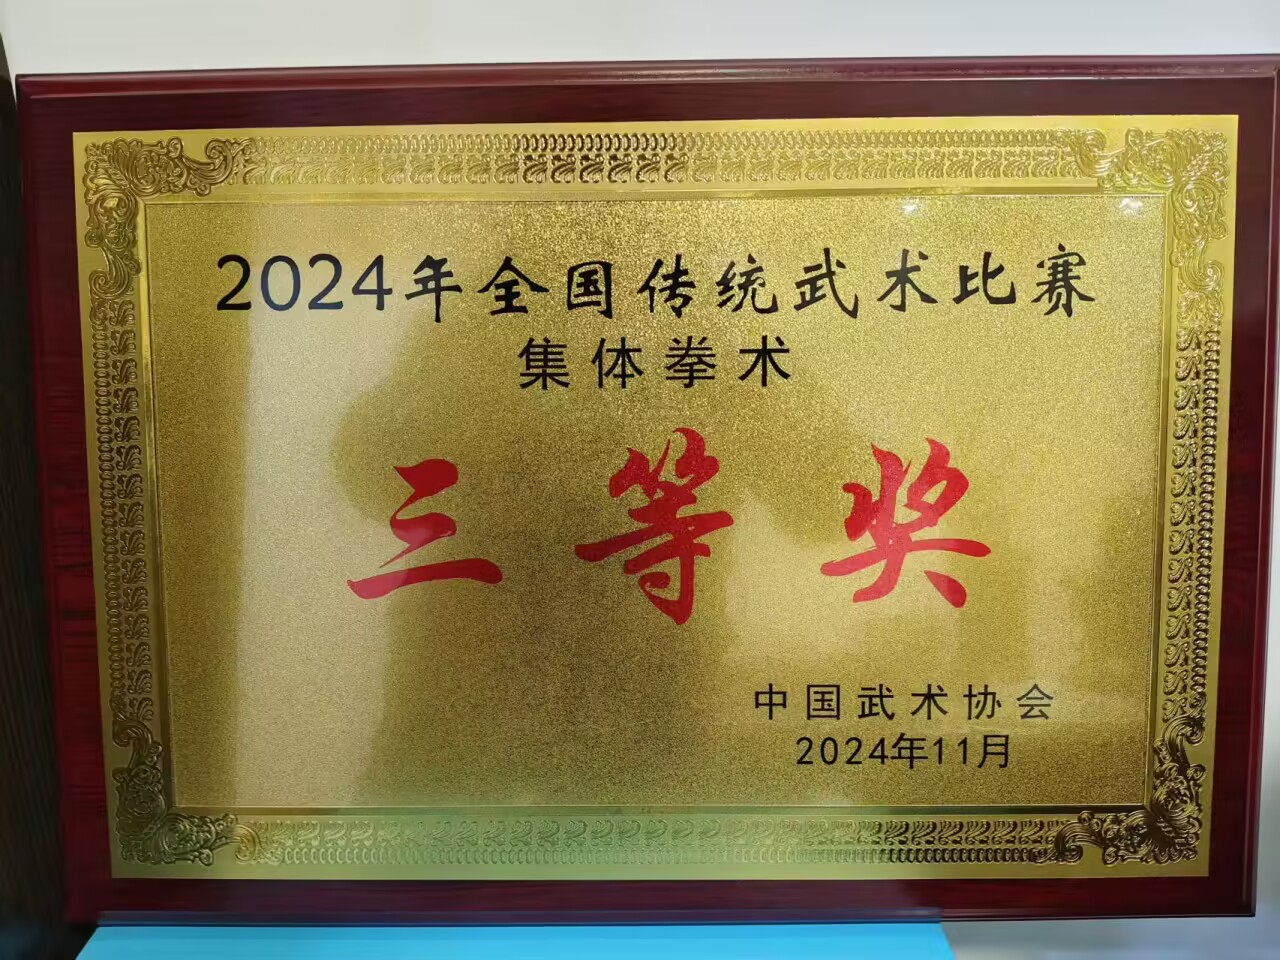 2024年全国传统武术比赛
集体拳术
三等奖
中国武术协会
2024年11月